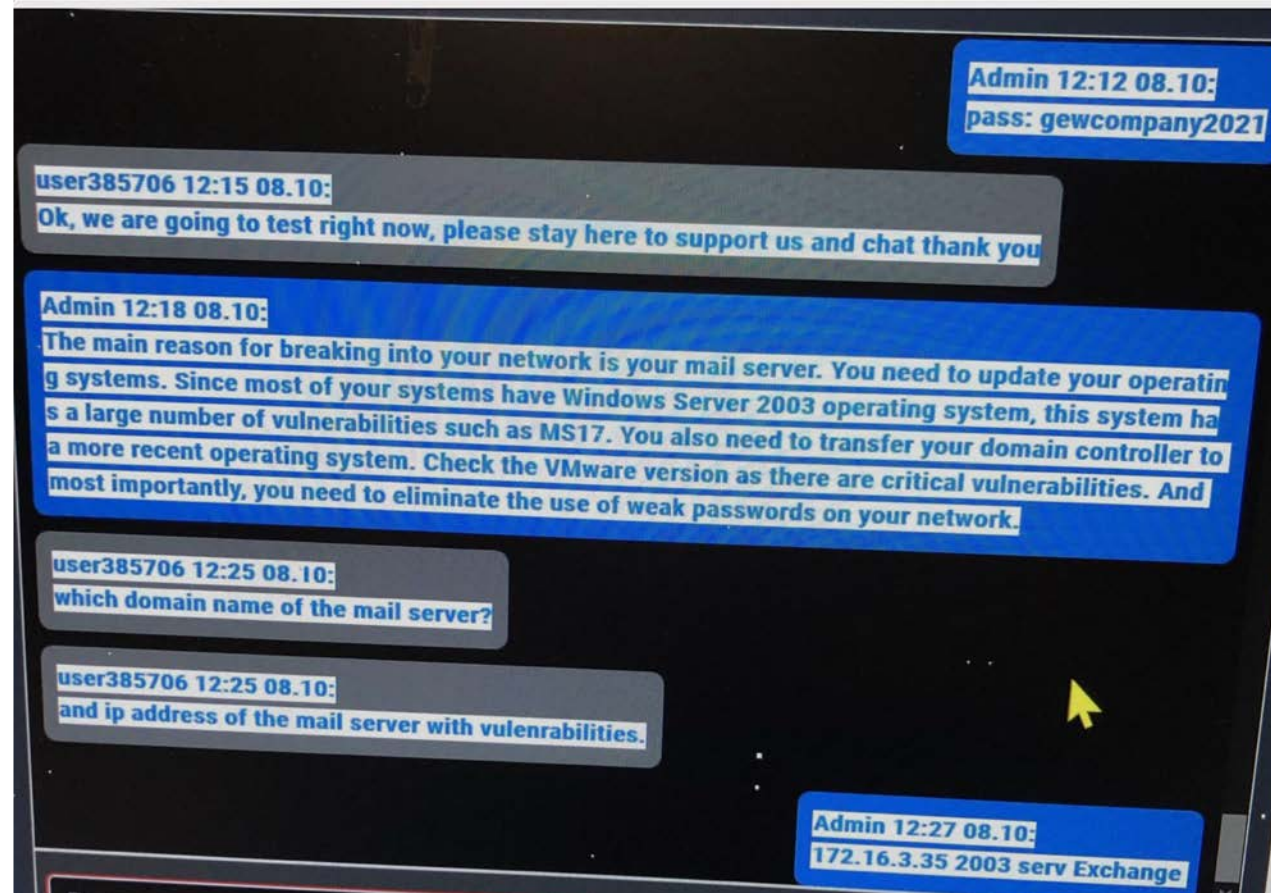 Admin 12:12 08.10:
pass: gewcompany2021
user385706 12:15 08.10:
Ok, we are going to test right now, please stay here to support us and chat thank you
Admin 12:18 08.10:
The main reason for breaking into your network is your mail server. You need to update your operatin
g systems. Since most of your systems have Windows Server 2003 operating system, this system ha
s a large number of vulnerabilities such as MS17. You also need to transfer your domain controller to
a more recent operating system. Check the VMware version as there are critical vulnerabilities. And
most importantly, you need to eliminate the use of weak passwords on your network.
user385706 12:25 08.10:
which domain name of the mail server?
user385706 12:25 08.10:
and ip address of the mail server with vulenrabilities.
Admin 12:27 08.10:
172.16.3.35 2003 serv Exchange